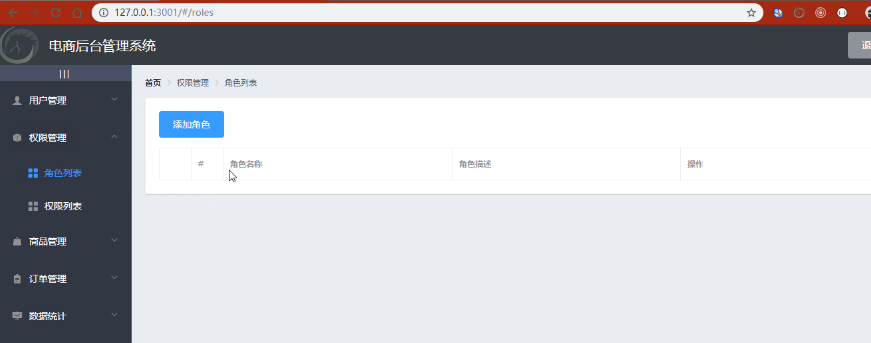 127.0.0.1:3001/#/roles
电商后台管理系统
|||
首页 > 权限管理 > 角色列表
用户管理
添加角色
权限管理
# 角色名称 角色描述 操作
角色列表
权限列表
商品管理
订单管理
数据统计